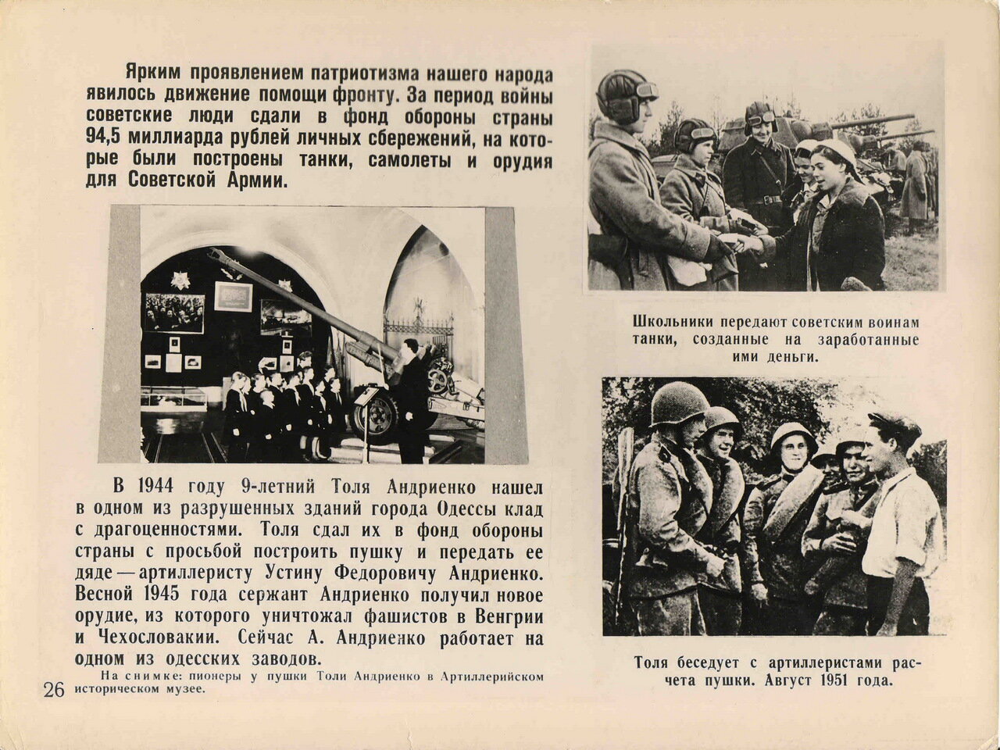 Ярким проявлением патриотизма нашего народа
явилось движение помощи фронту. За период войны
советские люди сдали в фонд обороны страны
94,5 миллиарда рублей личных сбережений, на кото-
рые были построены танки, самолеты и орудия
для Советской Армии.
Школьники передают советским воинам
танки, созданные на заработанные
ими деньги.
В 1944 году 9-летний Толя Андриенко нашел
в одном из разрушенных зданий города Одессы клад
с драгоценностями. Толя сдал их в фонд обороны
страны с просьбой построить пушку и передать ее
дяде — артиллеристу Устину Федоровичу Андриенко.
Весной 1945 года сержант Андриенко получил новое
орудие, из которого уничтожал фашистов в Венгрии
и Чехословакии. Сейчас А. Андриенко работает на
одном из одесских заводов.
На снимке: пионеры у пушки Толи Андриенко в Артиллерийском
историческом музее.
26
Толя беседует с артиллеристами рас-
чета пушки. Август 1951 года.